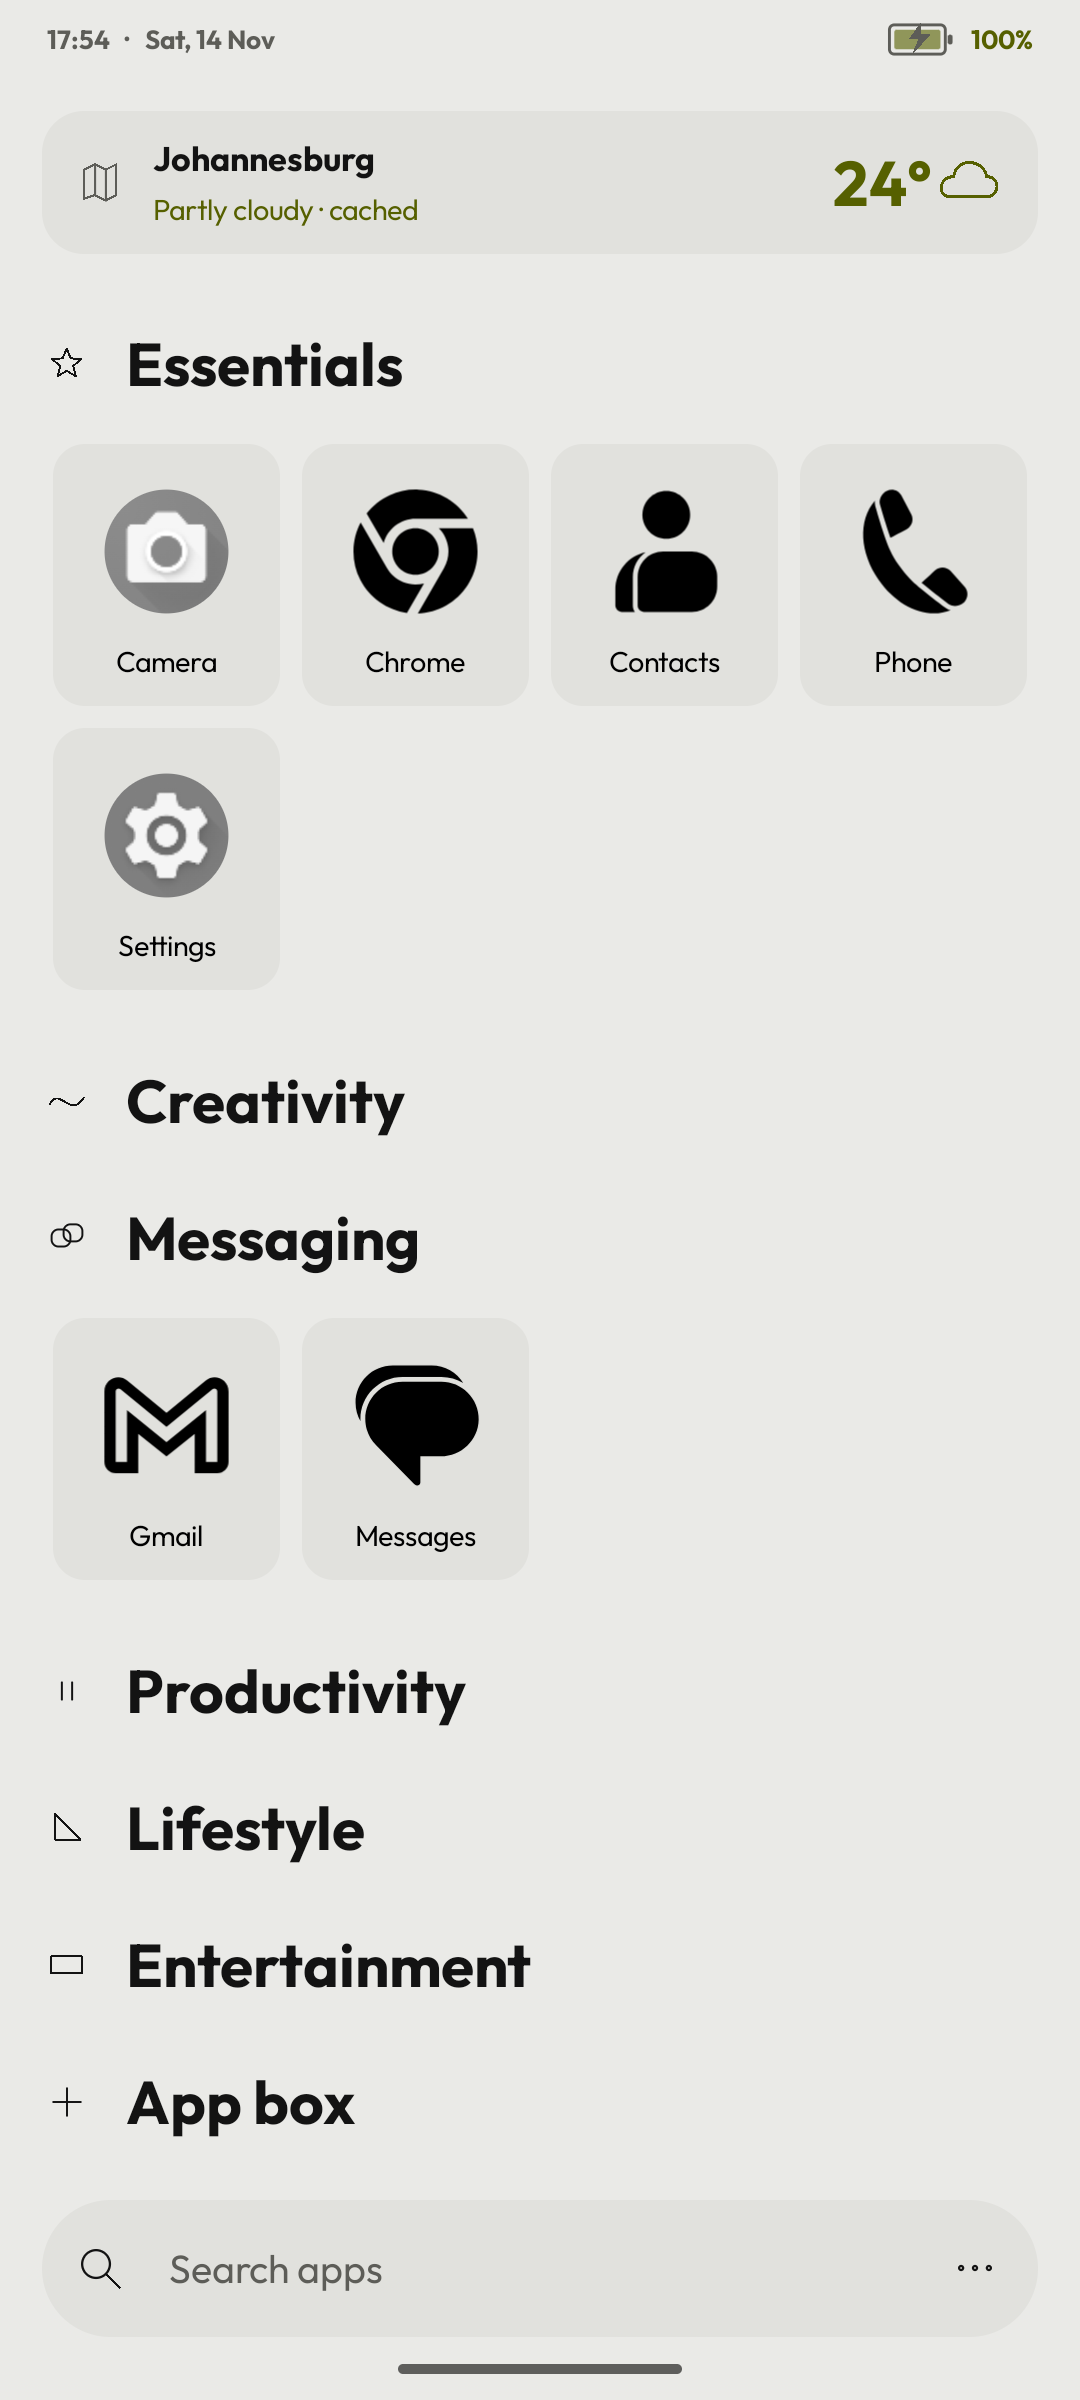 17:54 · Sat, 14 Nov
100%
Johannesburg
Partly cloudy · cached
24°
Essentials
Camera
Chrome
Contacts
Phone
Settings
Creativity
Messaging
Gmail
Messages
Productivity
Lifestyle
Entertainment
App box
Search apps